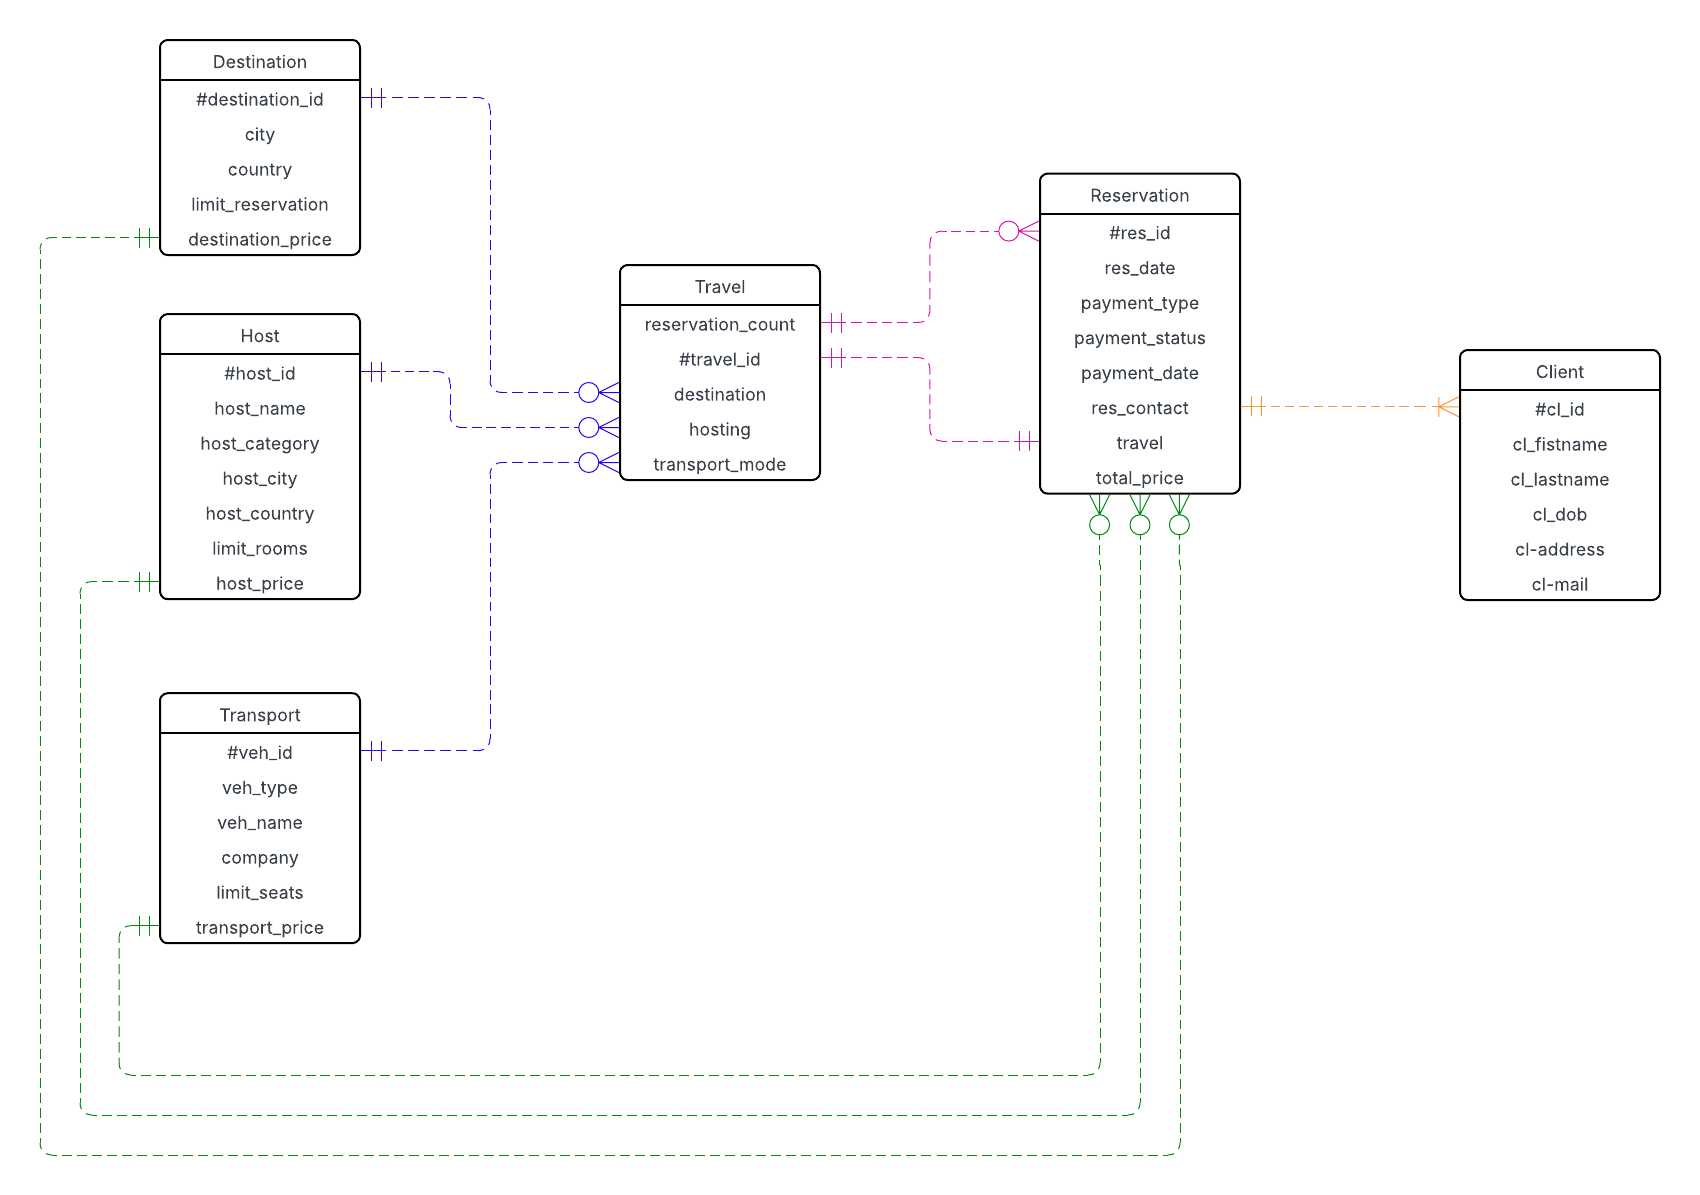 Destination
#destination_id
city
country
limit_reservation
destination_price
Host
#host_id
host_name
host_category
host_city
host_country
limit_rooms
host_price
Transport
#veh_id
veh_type
veh_name
company
limit_seats
transport_price
Travel
reservation_count
#travel_id
destination
hosting
transport_mode
Reservation
#res_id
res_date
payment_type
payment_status
payment_date
res_contact
travel
total_price
Client
#cl_id
cl_fistname
cl_lastname
cl_dob
cl-address
cl-mail